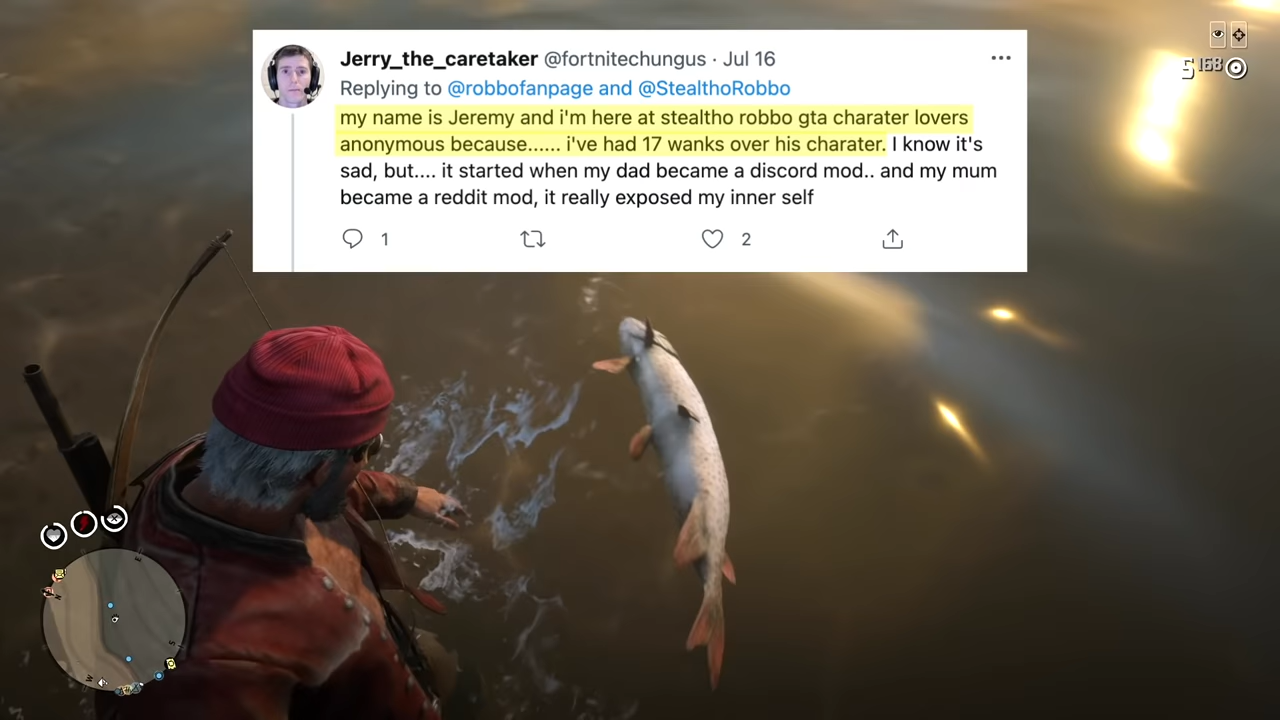 Jerry_the_caretaker @fortnitechungus · Jul 16
Replying to @robbofanpage and @StealthoRobbo
my name is Jeremy and i'm here at stealtho robbo gta charater lovers
anonymous because...... i've had 17 wanks over his charater. I know it's
sad, but.... it started when my dad became a discord mod.. and my mum
became a reddit mod, it really exposed my inner self
1 2
168